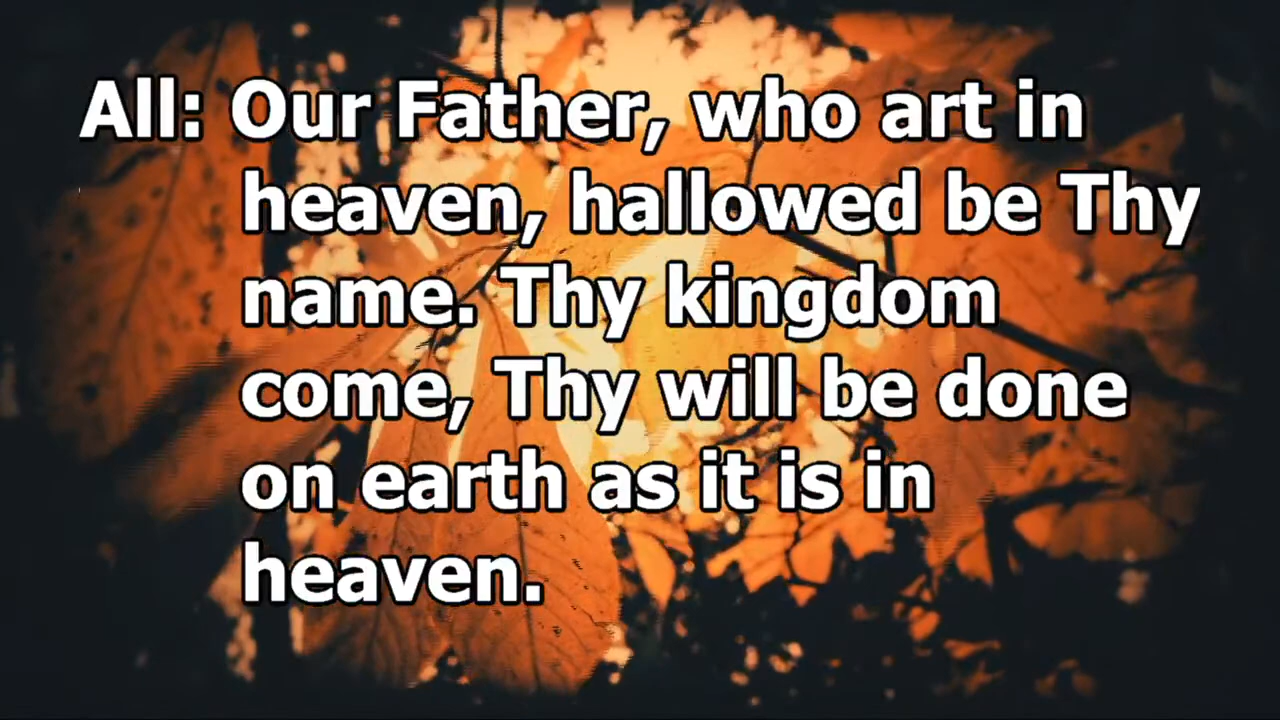 All: Our Father, who art in
heaven, hallowed be Thy
name. Thy kingdom
come, Thy will be done
on earth as it is in
heaven.